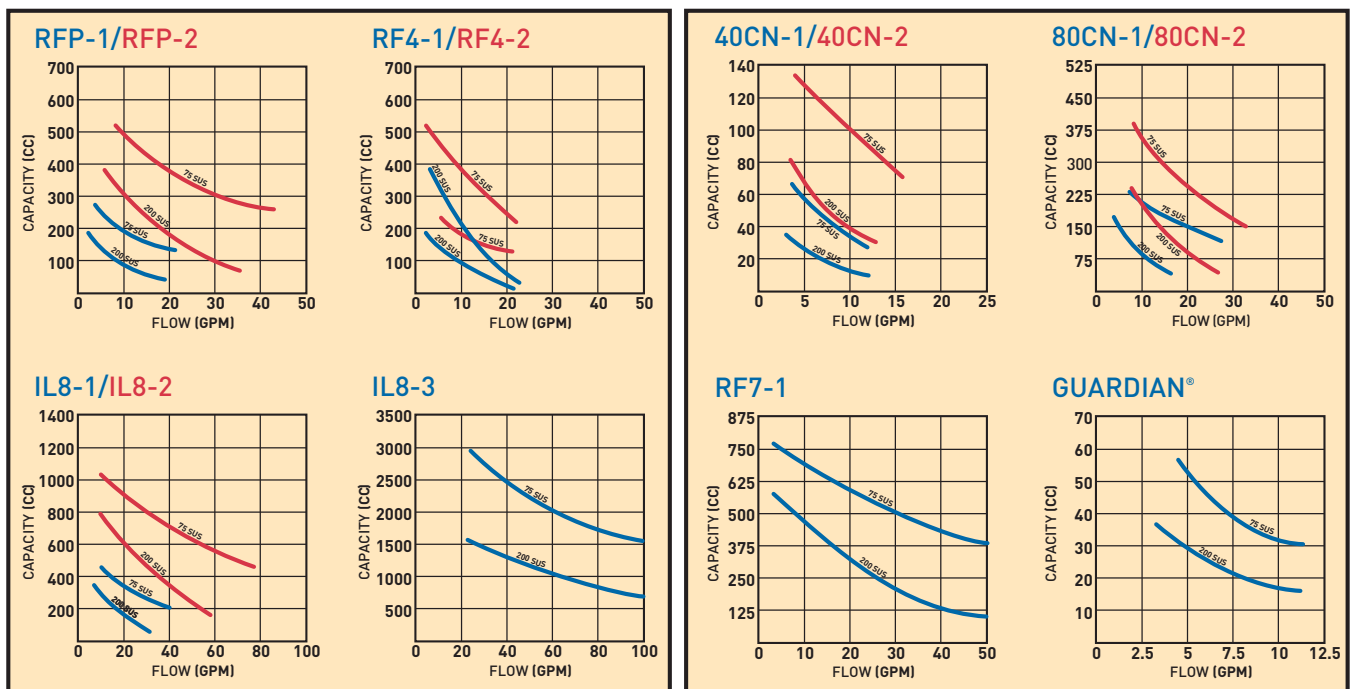 RFP-1/RFP-2
700
600
500
400
300
200
100
0 10 20 30 40 50
CAPACITY (CC)
FLOW (GPM)
75 SUS
200 SUS
75 SUS
200 SUS
RF4-1/RF4-2
700
600
500
400
300
200
100
0 10 20 30 40 50
CAPACITY (CC)
FLOW (GPM)
200 SUS
75 SUS
75 SUS
200 SUS
40CN-1/40CN-2
140
120
100
80
60
40
20
0 5 10 15 20 25
CAPACITY (CC)
FLOW (GPM)
75 SUS
200 SUS
75 SUS
200 SUS
80CN-1/80CN-2
525
450
375
300
225
150
75
0 10 20 30 40 50
CAPACITY (CC)
FLOW (GPM)
75 SUS
75 SUS
200 SUS
200 SUS
IL8-1/IL8-2
1400
1200
1000
800
600
400
200
0 20 40 60 80 100
CAPACITY (CC)
FLOW (GPM)
75 SUS
200 SUS
75 SUS
200 SUS
IL8-3
3500
3000
2500
2000
1500
1000
500
0 20 40 60 80 100
CAPACITY (CC)
FLOW (GPM)
75 SUS
200 SUS
RF7-1
875
750
625
500
375
250
125
0 10 20 30 40 50
CAPACITY (CC)
FLOW (GPM)
75 SUS
200 SUS
GUARDIAN®
70
60
50
40
30
20
10
0 2.5 5 7.5 10 12.5
CAPACITY (CC)
FLOW (GPM)
75 SUS
200 SUS